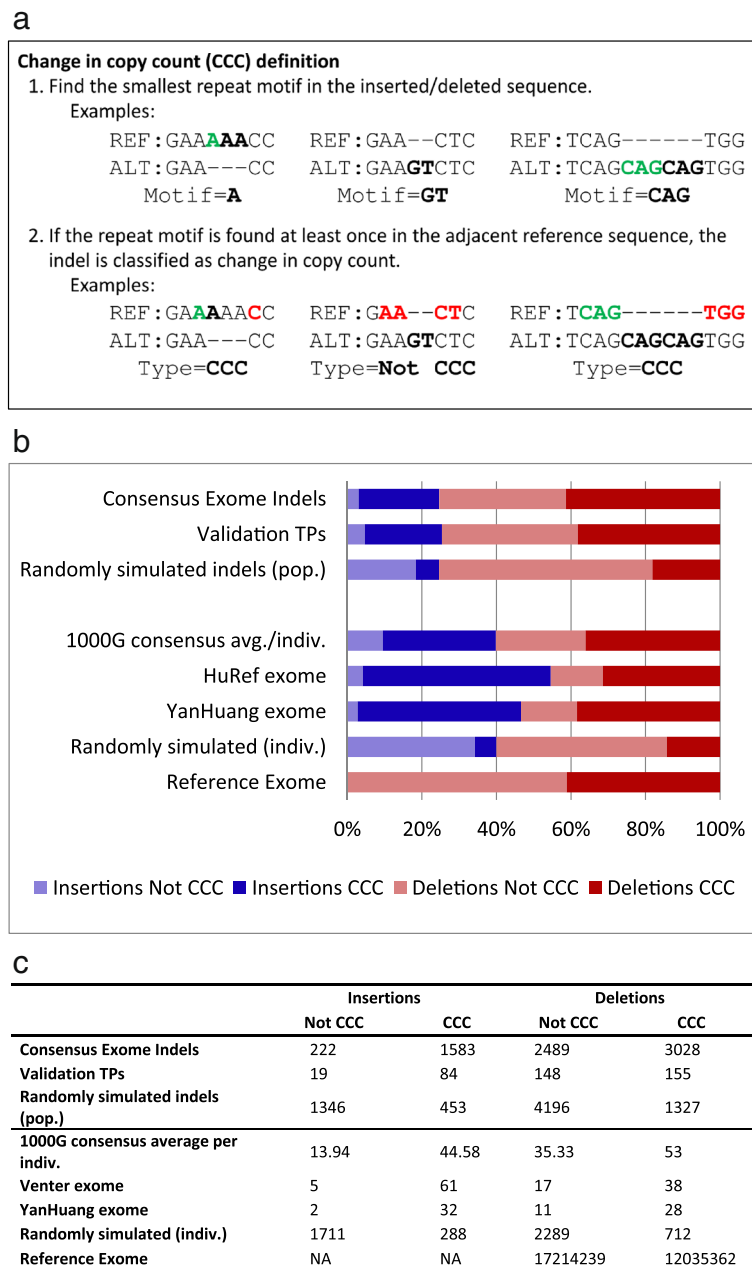 a
Change in copy count (CCC) definition
1. Find the smallest repeat motif in the inserted/deleted sequence.
Examples:
REF:GAAAAACC REF:GAA--CTC REF:TCAG------TGG
ALT:GAA---CC ALT:GAAGTCTC ALT:TCAGCAGCAGTGG
Motif=A Motif=GT Motif=CAG
2. If the repeat motif is found at least once in the adjacent reference sequence, the
indel is classified as change in copy count.
Examples:
REF:GAAAAACC REF:GAA--CTC REF:TCAG------TGG
ALT:GAA---CC ALT:GAAGTCTC ALT:TCAGCAGCAGTGG
Type=CCC Type=Not CCC Type=CCC
b
Consensus Exome Indels
Validation TPs
Randomly simulated indels (pop.)
1000G consensus avg./indiv.
HuRef exome
YanHuang exome
Randomly simulated (indiv.)
Reference Exome
0% 20% 40% 60% 80% 100%
Insertions Not CCC Insertions CCC Deletions Not CCC Deletions CCC
c
Insertions Deletions
Not CCC CCC Not CCC CCC
Consensus Exome Indels 222 1583 2489 3028
Validation TPs 19 84 148 155
Randomly simulated indels
(pop.) 1346 453 4196 1327
1000G consensus average per
indiv. 13.94 44.58 35.33 53
Venter exome 5 61 17 38
YanHuang exome 2 32 11 28
Randomly simulated (indiv.) 1711 288 2289 712
Reference Exome NA NA 17214239 12035362